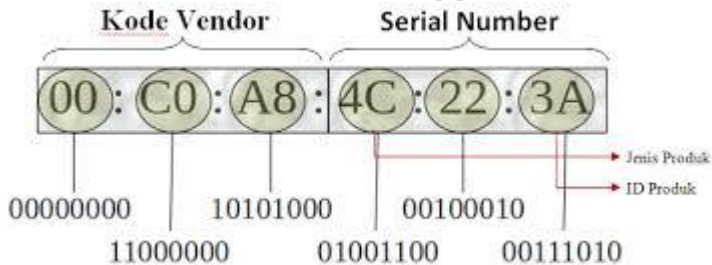 Kode Vendor
Serial Number
00:C0:A8:4C:22:3A
Jenis Produk
ID Produk
00000000
10101000
00100010
11000000
01001100
00111010